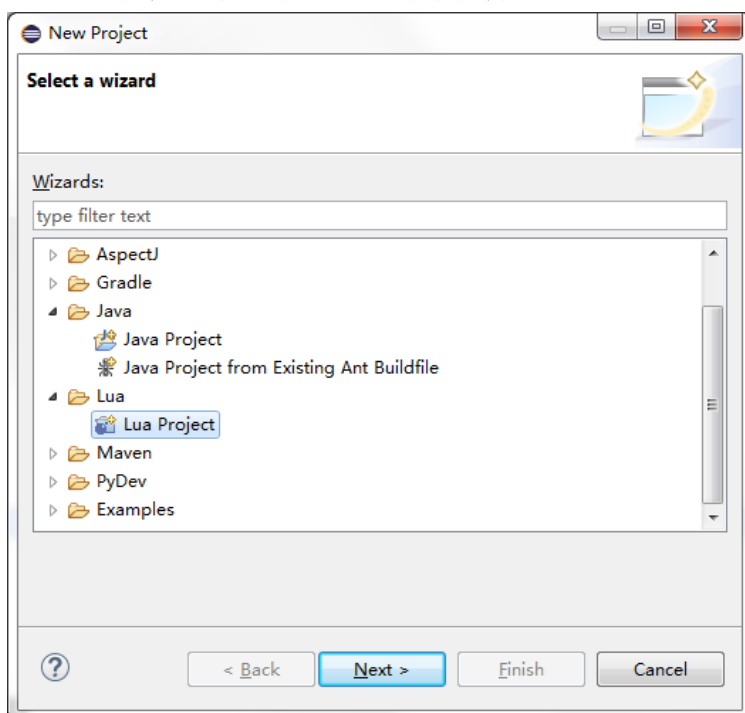 New Project
Select a wizard
Wizards:
type filter text
AspectJ
Gradle
Java
Java Project
Java Project from Existing Ant Buildfile
Lua
Lua Project
Maven
PyDev
Examples
< Back Next > Finish Cancel